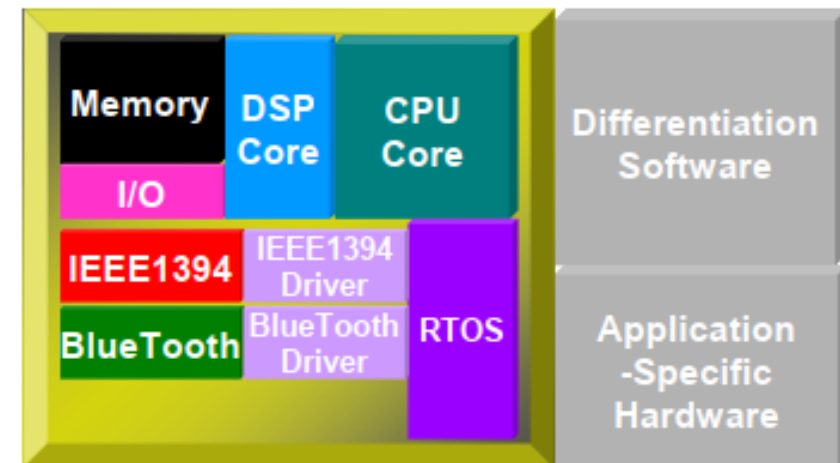 Memory
I/O
DSP
Core
CPU
Core
IEEE1394
IEEE1394
Driver
BlueTooth
BlueTooth
Driver
RTOS
Differentiation
Software
Application
-Specific
Hardware